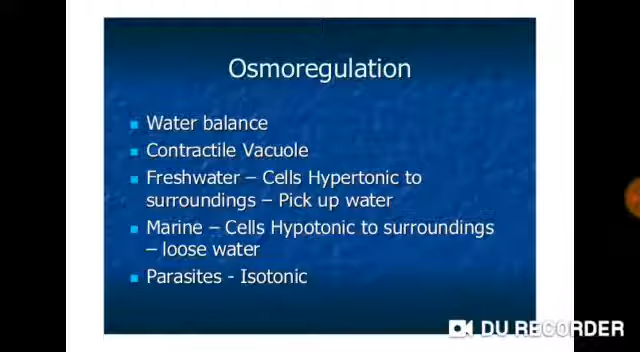 Osmoregulation
Water balance
Contractile Vacuole
Freshwater – Cells Hypertonic to
surroundings – Pick up water
Marine – Cells Hypotonic to surroundings
– loose water
Parasites - Isotonic
DU RECORDER